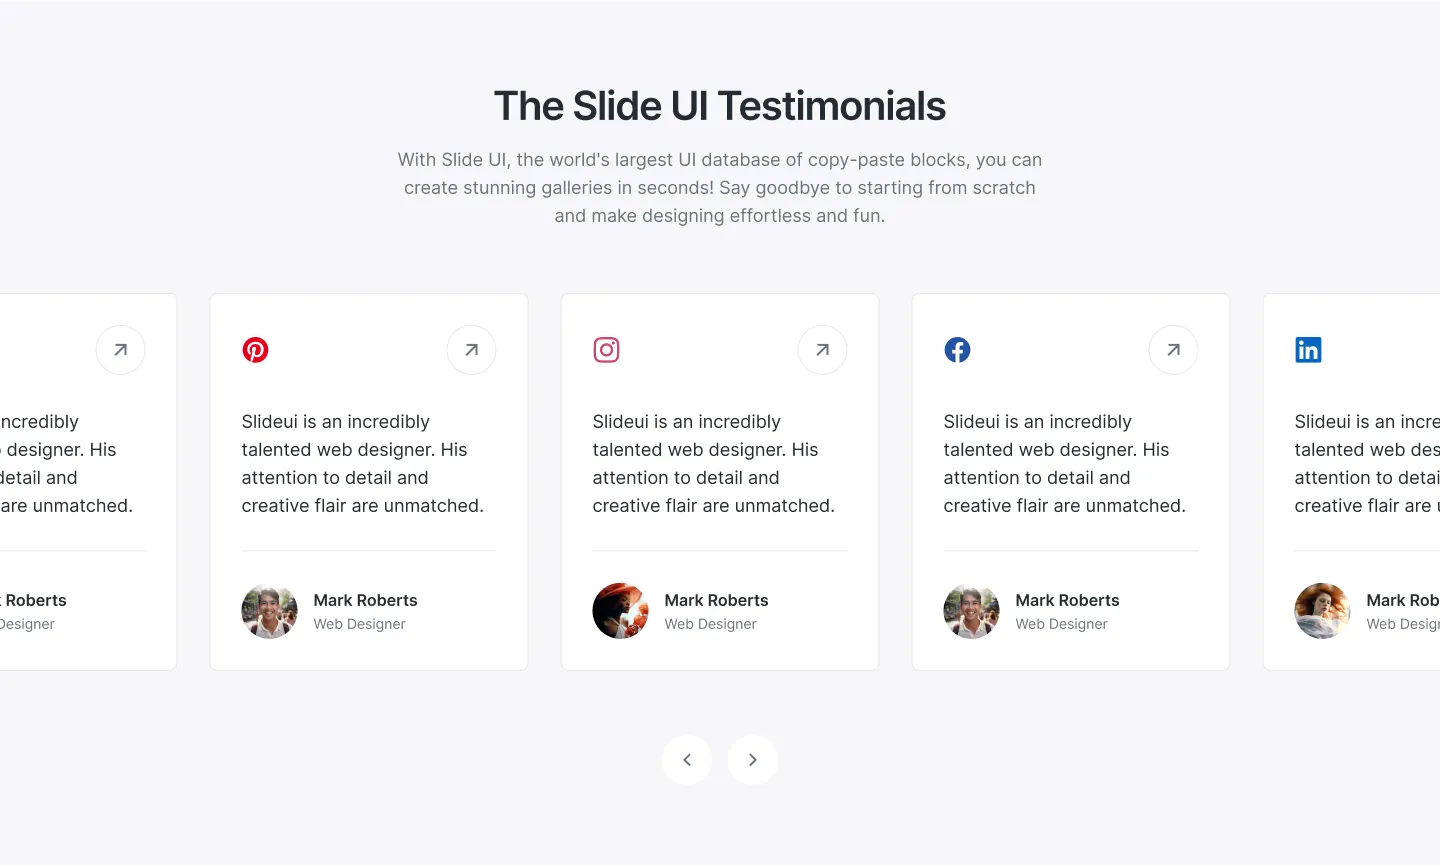 The Slide UI Testimonials
With Slide UI, the world's largest UI database of copy-paste blocks, you can
create stunning galleries in seconds! Say goodbye to starting from scratch
and make designing effortless and fun.
ncredibly
designer. His
detail and
are unmatched.
Roberts
Designer
Slideui is an incredibly
talented web designer. His
attention to detail and
creative flair are unmatched.
Mark Roberts
Web Designer
Slideui is an incredibly
talented web designer. His
attention to detail and
creative flair are unmatched.
Mark Roberts
Web Designer
Slideui is an incredibly
talented web designer. His
attention to detail and
creative flair are unmatched.
Mark Roberts
Web Designer
in
Slideui is an incre
talented web des
attention to detai
creative flair are
Mark Rob
Web Desig